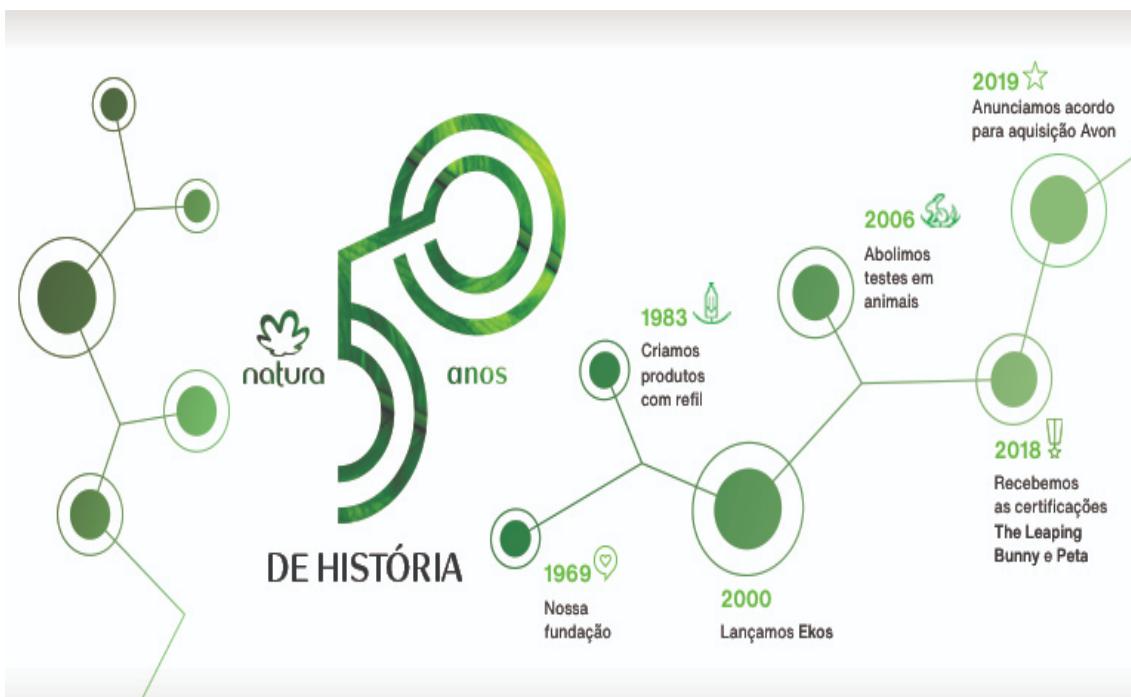 50
natura
anos
DE HISTÓRIA
1969
Nossa
fundação
1983
Criamos
produtos
com refil
2000
Lançamos Ekos
2006
Abolimos
testes em
animais
2018
Recebemos
as certificações
The Leaping
Bunny e Peta
2019
Anunciamos acordo
para aquisição Avon